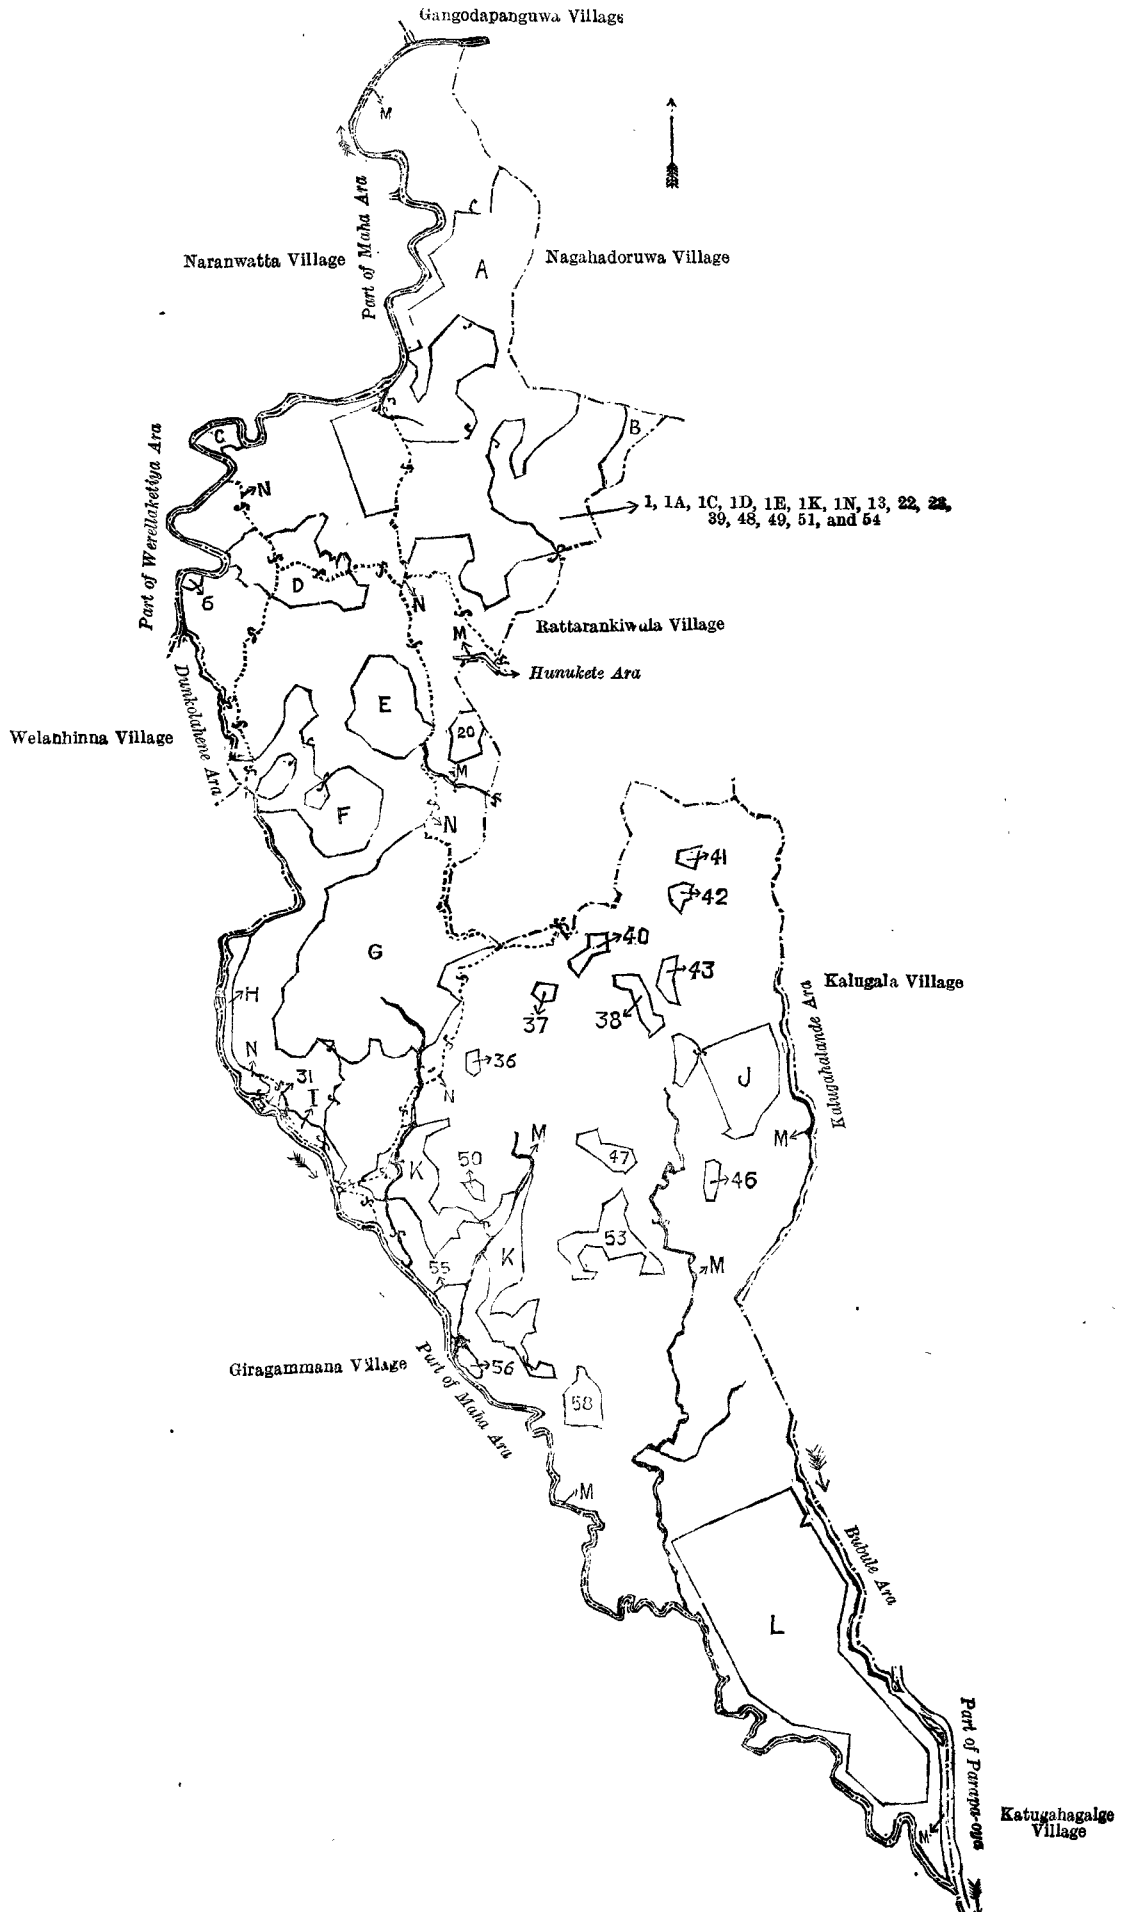 Gangodapanguwa Village
M
Part of Maha Ara
Naranwatta Village
Nagahadoruwa Village
A
B
C
Part of Werellaketiya Ara
N
1, 1A, 1C, 1D, 1E, 1K, 1N, 13, 22, 23,
39, 48, 49, 51, and 54
D
6
N
M
Rattarankiwula Village
Hunukete Ara
Dunkolahene Ara
E
20
Welanhinna Village
M
F
N
41
42
40
G
43
Kalugala Village
H
37
38
Kalugahalande Ara
N
36
31
I
J
N
M
M
K
50
47
46
53
K
M
55
Giragammana Village
Part of Maha Ara
56
58
M
Bubule Ara
L
Part of Parapa-oya
Katugahagalge
Village
M